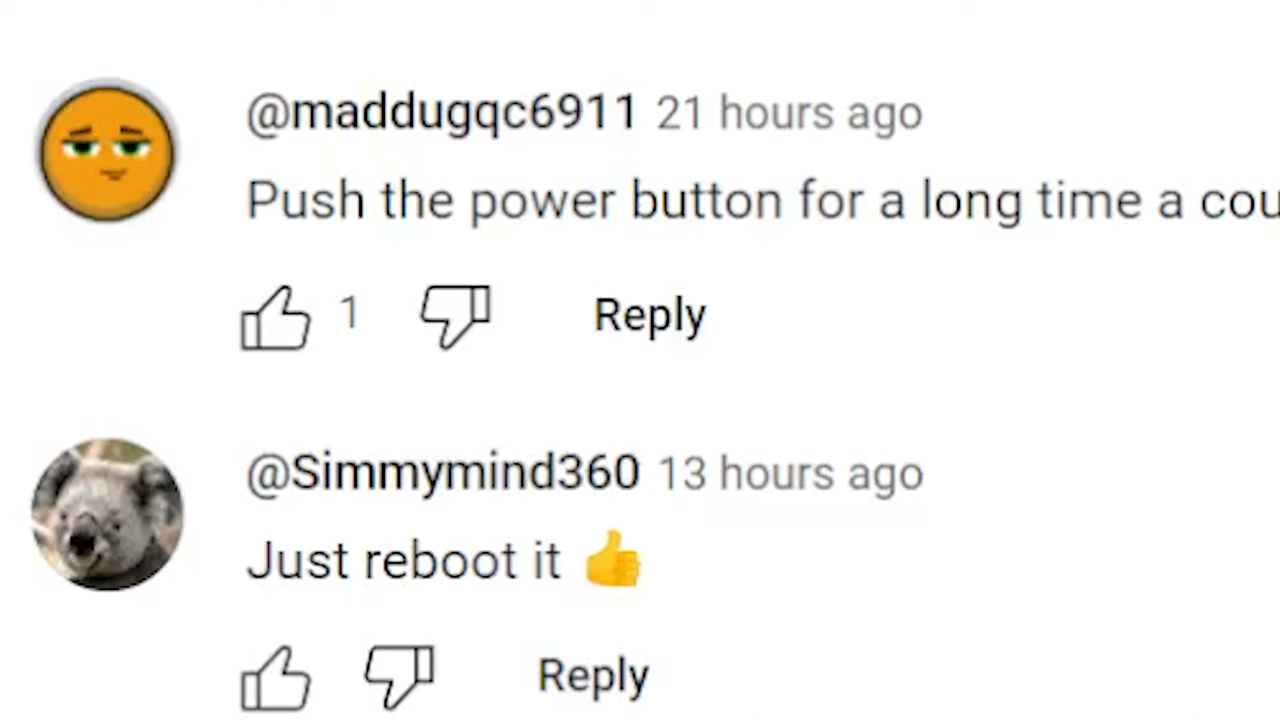 @maddugqc6911 21 hours ago
Push the power button for a long time a
1 Reply
@Simmymind360 13 hours ago
Just reboot it 👍
Reply